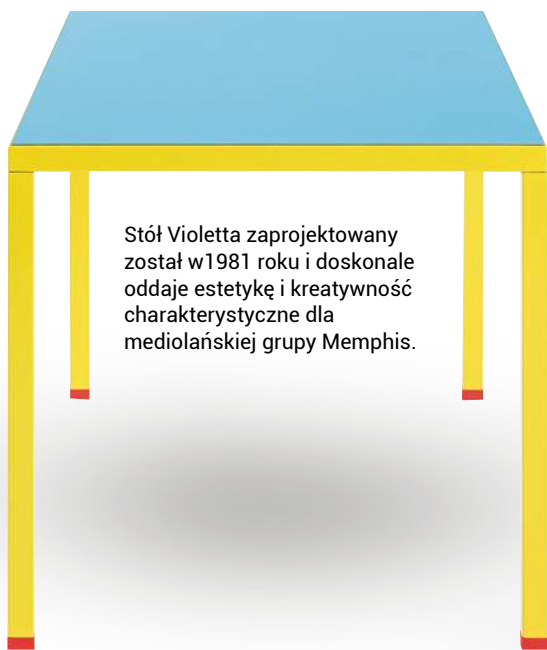 Stół Violetta zaprojektowany
został w1981 roku i doskonale
oddaje estetykę i kreatywność
charakterystyczne dla
mediolańskiej grupy Memphis.